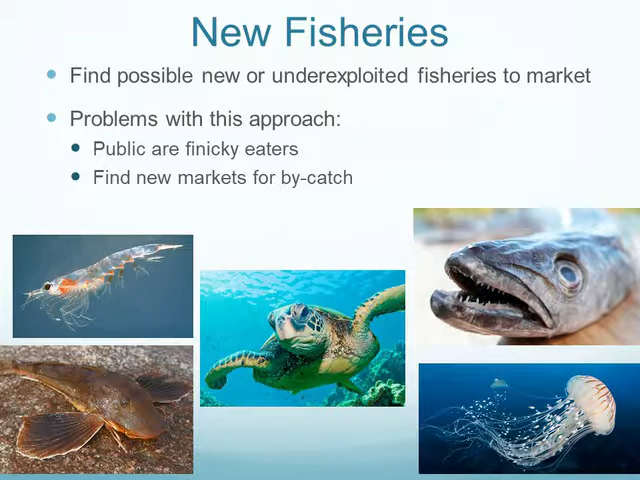 New Fisheries
Find possible new or underexploited fisheries to market
Problems with this approach:
Public are finicky eaters
Find new markets for by-catch